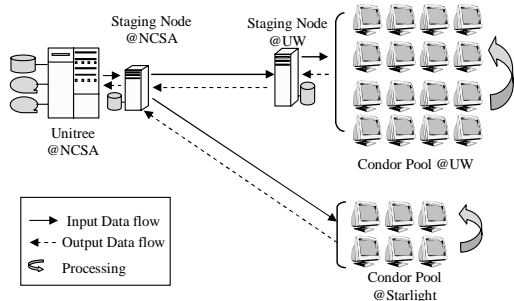 Staging Node
@NCSA
Staging Node
@UW
Unitree
@NCSA
Condor Pool @UW
Input Data flow
Output Data flow
Processing
Condor Pool
@Starlight